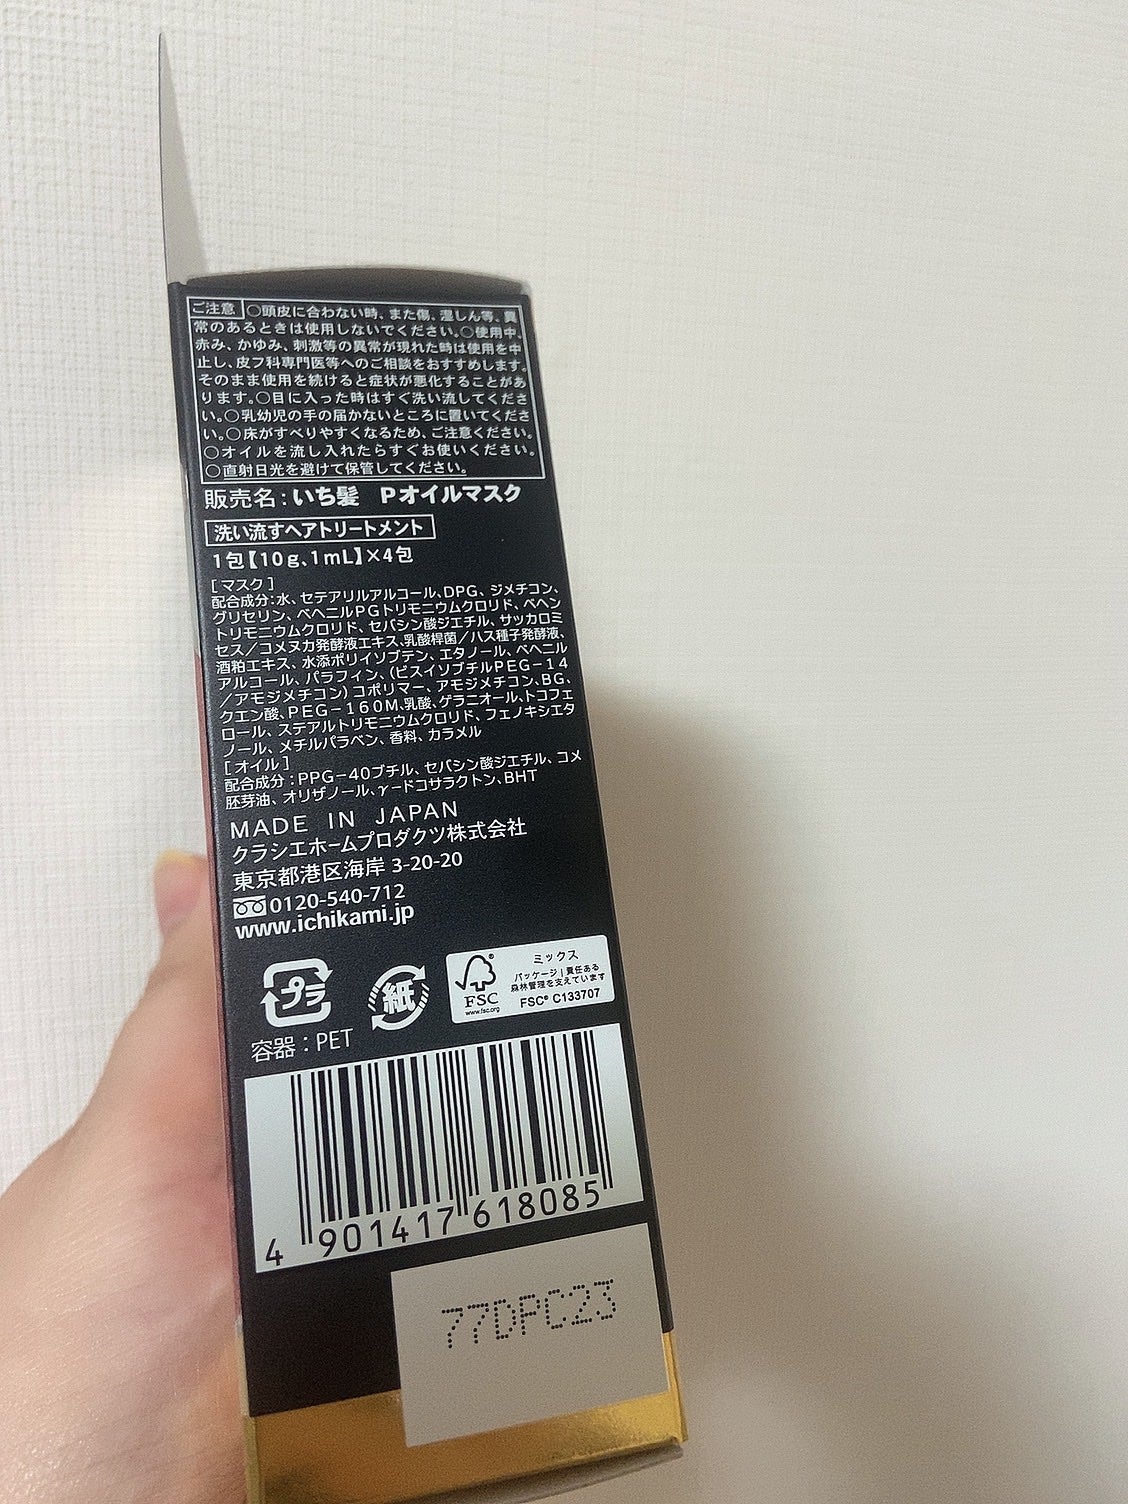 ご注意 ○頭皮に合わない時、また傷、湿しん等、異
常のあるときは使用しないでください。○使用中、
赤み、かゆみ、刺激等の異常が現れた時は使用を中
止し、皮フ科専門医等へのご相談をおすすめします。
そのまま使用を続けると症状が悪化することがあ
ります。○目に入った時はすぐ洗い流してくださ
い。○乳幼児の手の届かないところに置いてくださ
い。○床がすべりやすくなるため、ご注意ください。
○オイルを流し入れたらすぐお使いください。
○直射日光を避けて保管してください。
販売名：いち髪 Pオイルマスク
洗い流すヘアトリートメント
1包【10g、1mL】×4包
［マスク］
配合成分：水、セテアリルアルコール、DPG、ジメチコン、
グリセリン、ベヘニルPGトリモニウムクロリド、ベヘン
トリモニウムクロリド、セバシン酸ジエチル、サッカロミ
セス／コメヌカ発酵液エキス、乳酸桿菌／ハス種子発酵液、
酒粕エキス、水添ポリイソブテン、エタノール、ベヘニル
アルコール、パラフィン、（ビスイソブチルPEG－14
／アモジメチコン）コポリマー、アモジメチコン、BG、
クエン酸、PEG－160M、乳酸、ゲラニオール、トコフェ
ロール、ステアルトリモニウムクロリド、フェノキシエタ
ノール、メチルパラベン、香料、カラメル
［オイル］
配合成分：PPG－40ブチル、セバシン酸ジエチル、コメ
胚芽油、オリザノール、γ－ドコサラクトン、BHT
MADE IN JAPAN
クラシエホームプロダクツ株式会社
東京都港区海岸 3-20-20
0120-540-712
www.ichikami.jp
プラ
紙
FSC
www.fsc.org
ミックス
パッケージ｜責任ある
森林管理を支えています
FSC® C133707
容器：PET
4 901417 618085
77DPC23